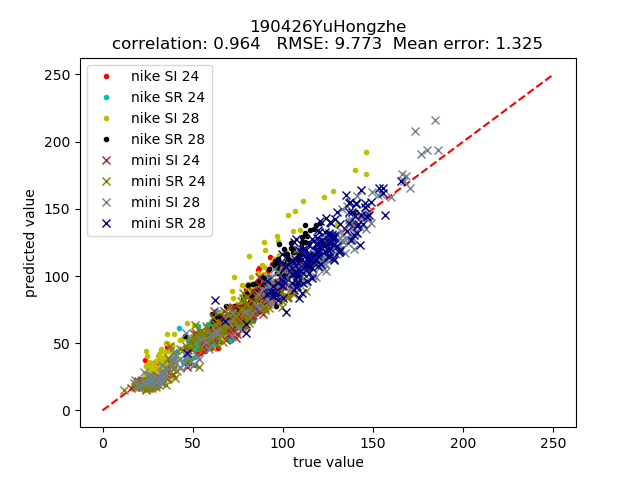 190426YuHongzhe
correlation: 0.964   RMSE: 9.773  Mean error: 1.325
nike SI 24
nike SR 24
nike SI 28
nike SR 28
mini SI 24
mini SR 24
mini SI 28
mini SR 28
predicted value
250
200
150
100
50
0
0 50 100 150 200 250
true value